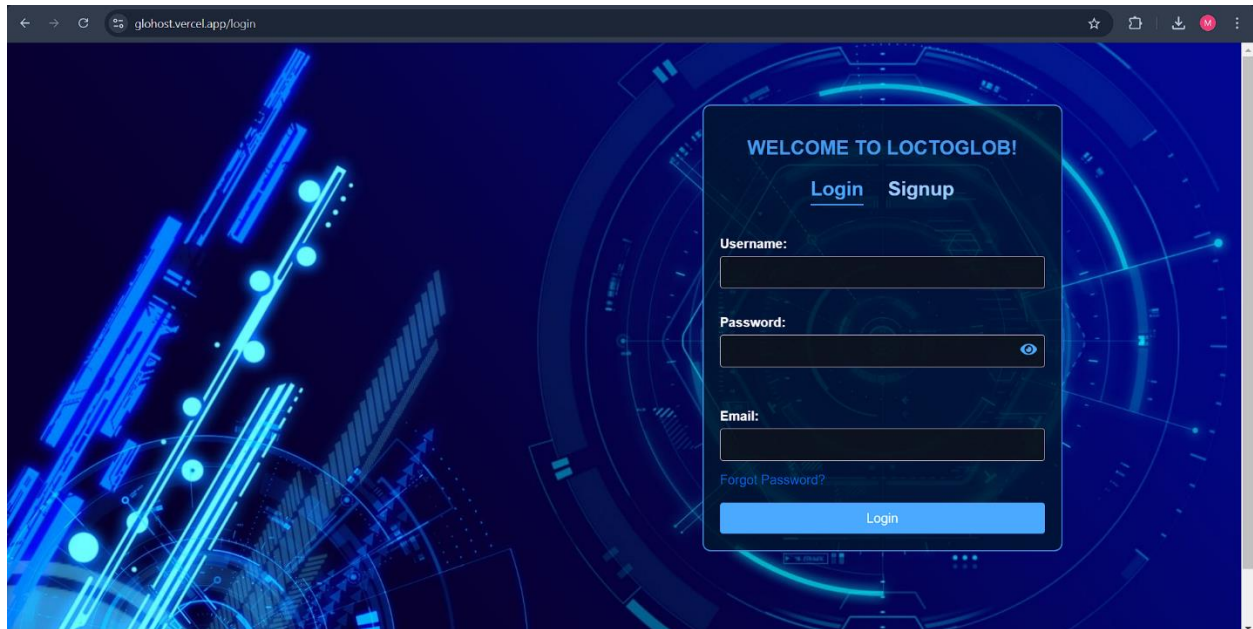 glohost.vercel.app/login
M
WELCOME TO LOCTOGLOB!
Login Signup
Username:
Password:
Email:
Forgot Password?
Login